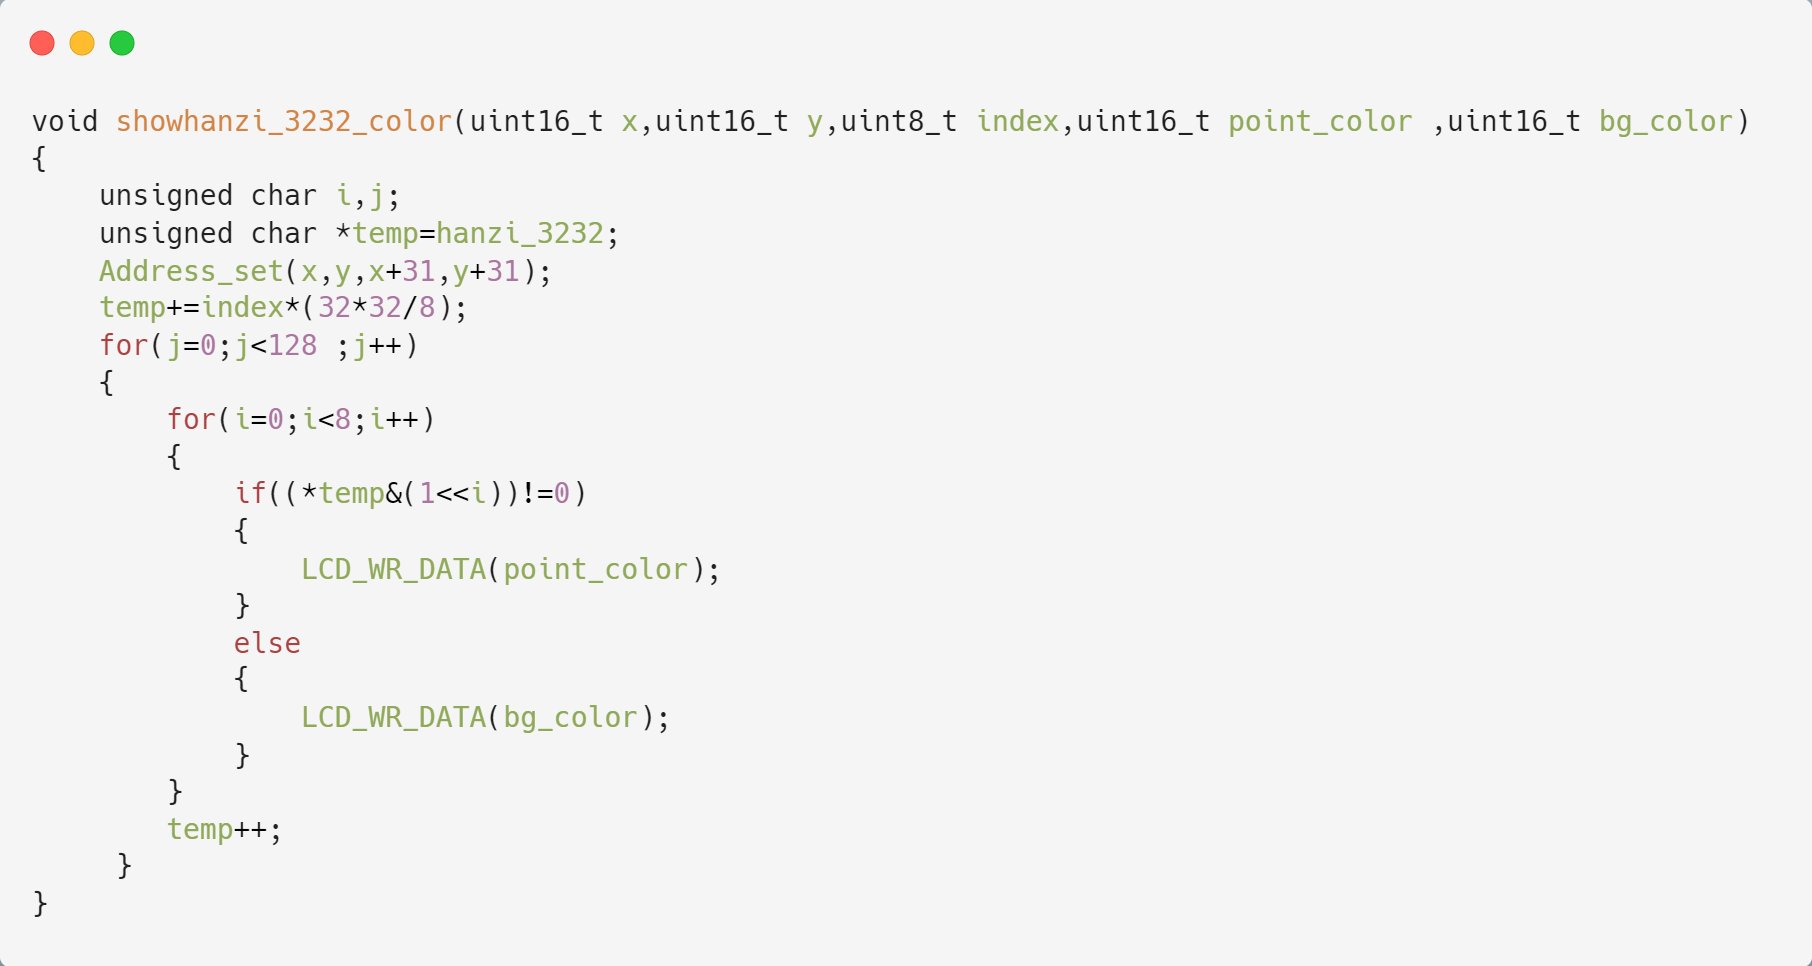 void showhanzi_3232_color(uint16_t x,uint16_t y,uint8_t index,uint16_t point_color ,uint16_t bg_color)
{
    unsigned char i,j;
    unsigned char *temp=hanzi_3232;
    Address_set(x,y,x+31,y+31);
    temp+=index*(32*32/8);
    for(j=0;j<128 ;j++)
    {
        for(i=0;i<8;i++)
        {
            if((*temp&(1<<i))!=0)
            {
                LCD_WR_DATA(point_color);
            }
            else
            {
                LCD_WR_DATA(bg_color);
            }
        }
        temp++;
     }
}